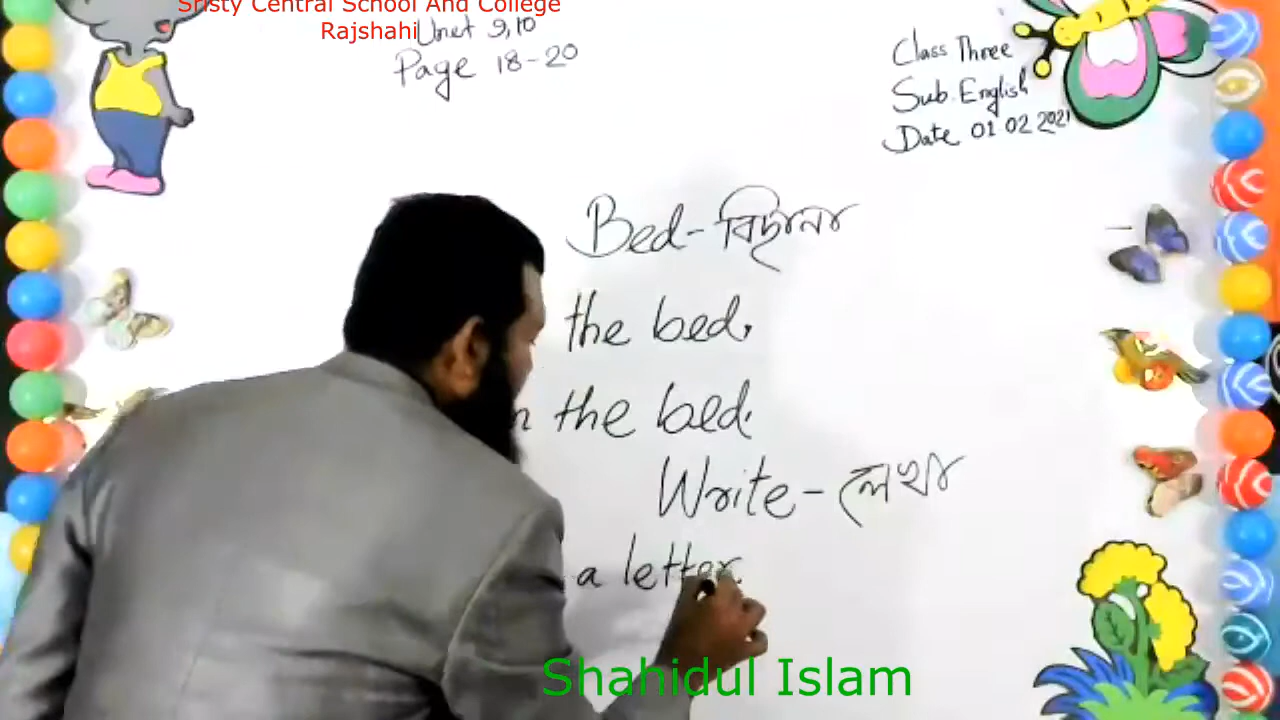 Sristy Central School And College
Rajshahi
Unet 9,10
Page 18-20
Class Three
Sub. English
Date 01 02 2021
Bed - বিছানা
the bed.
the bed.
Write - লেখা
a letter
Shahidul Islam